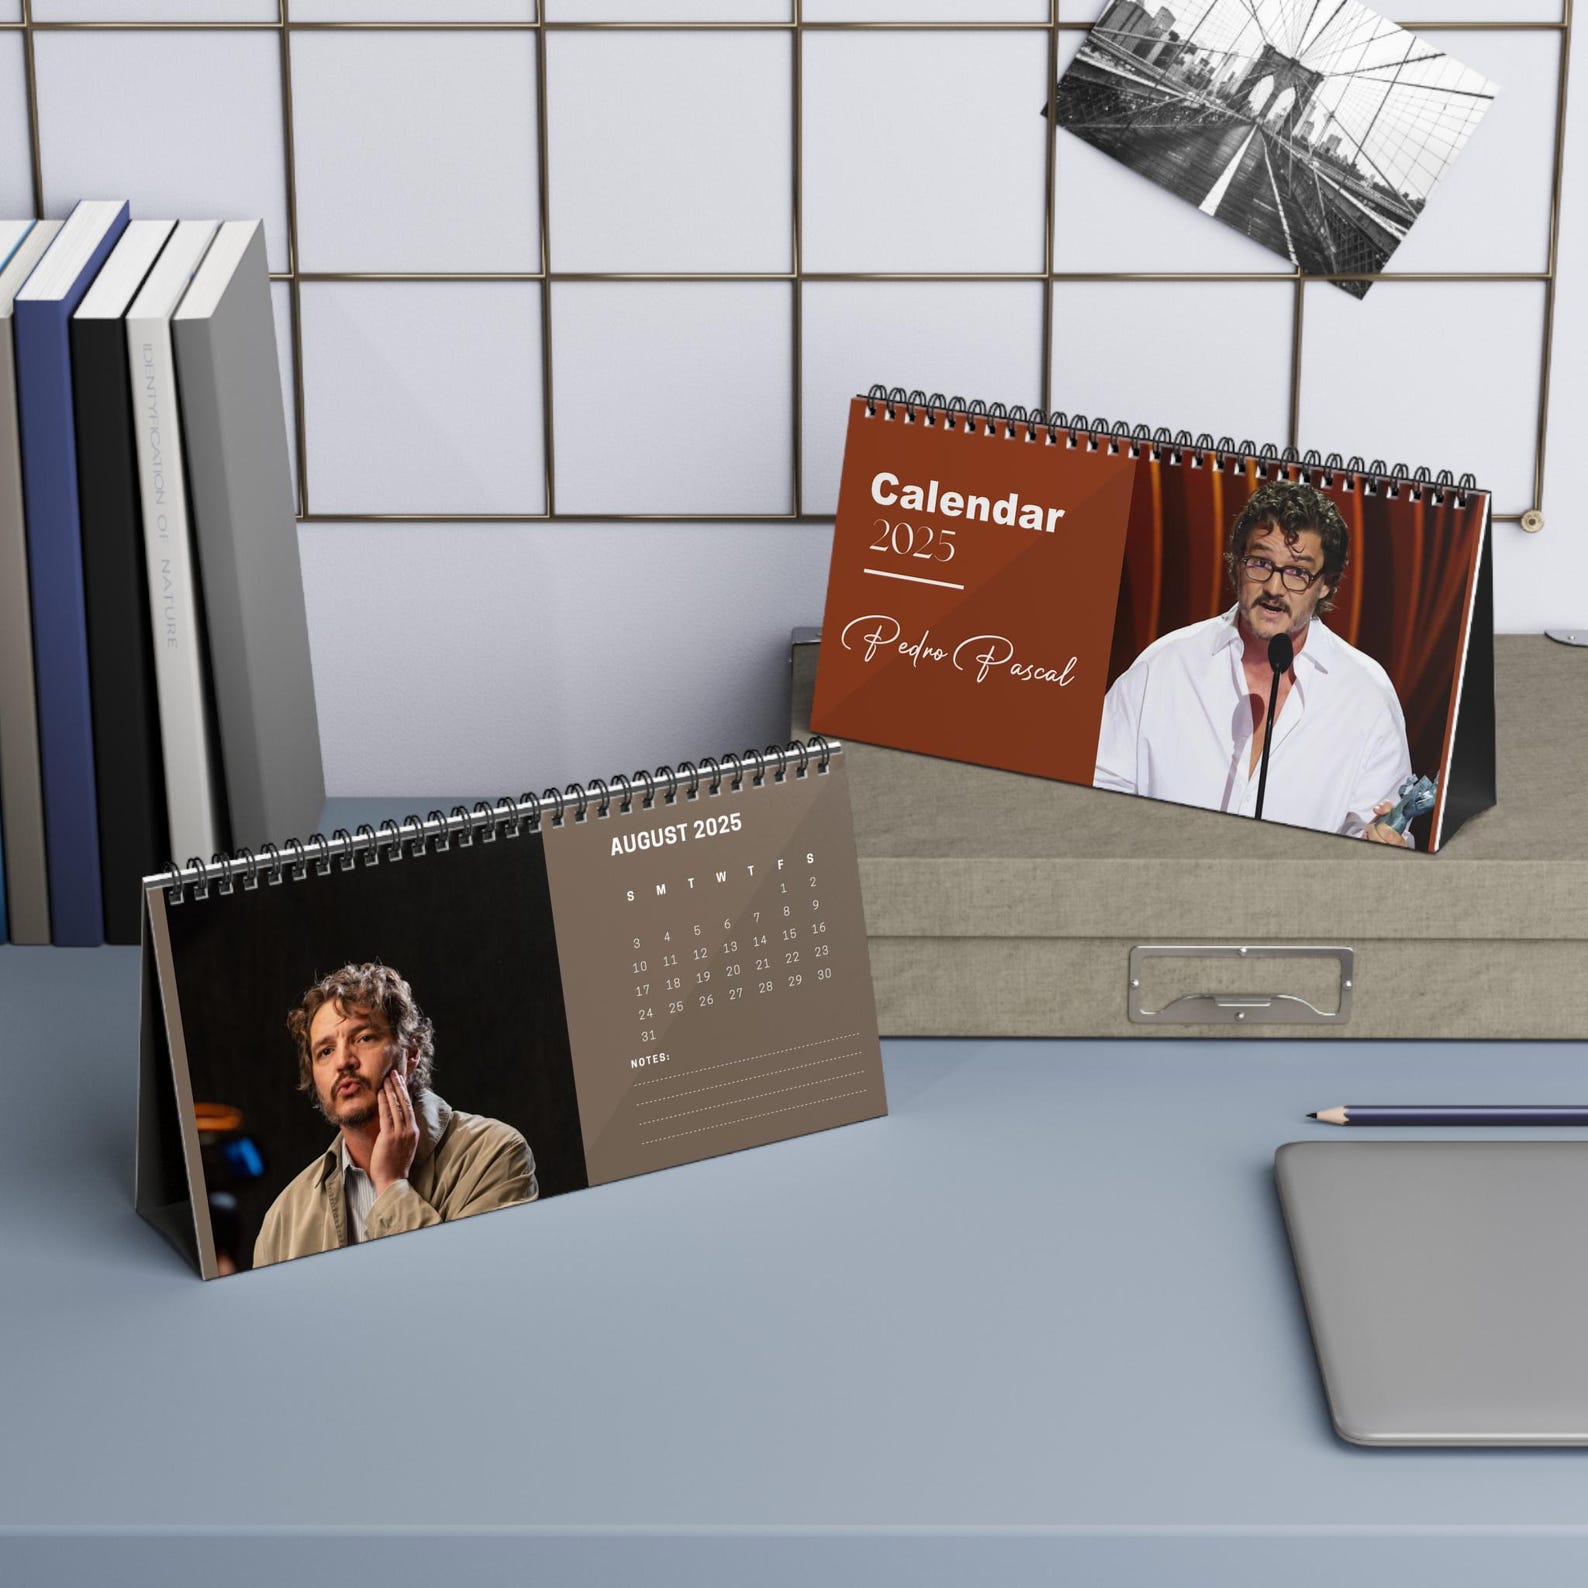 IDENTYFICATION OF NATURE
Calendar
2025
Pedro Pascal
AUGUST 2025
S M T W T F S
1 2
3 4 5 6 7 8 9
10 11 12 13 14 15 16
17 18 19 20 21 22 23
24 25 26 27 28 29 30
31
NOTES: